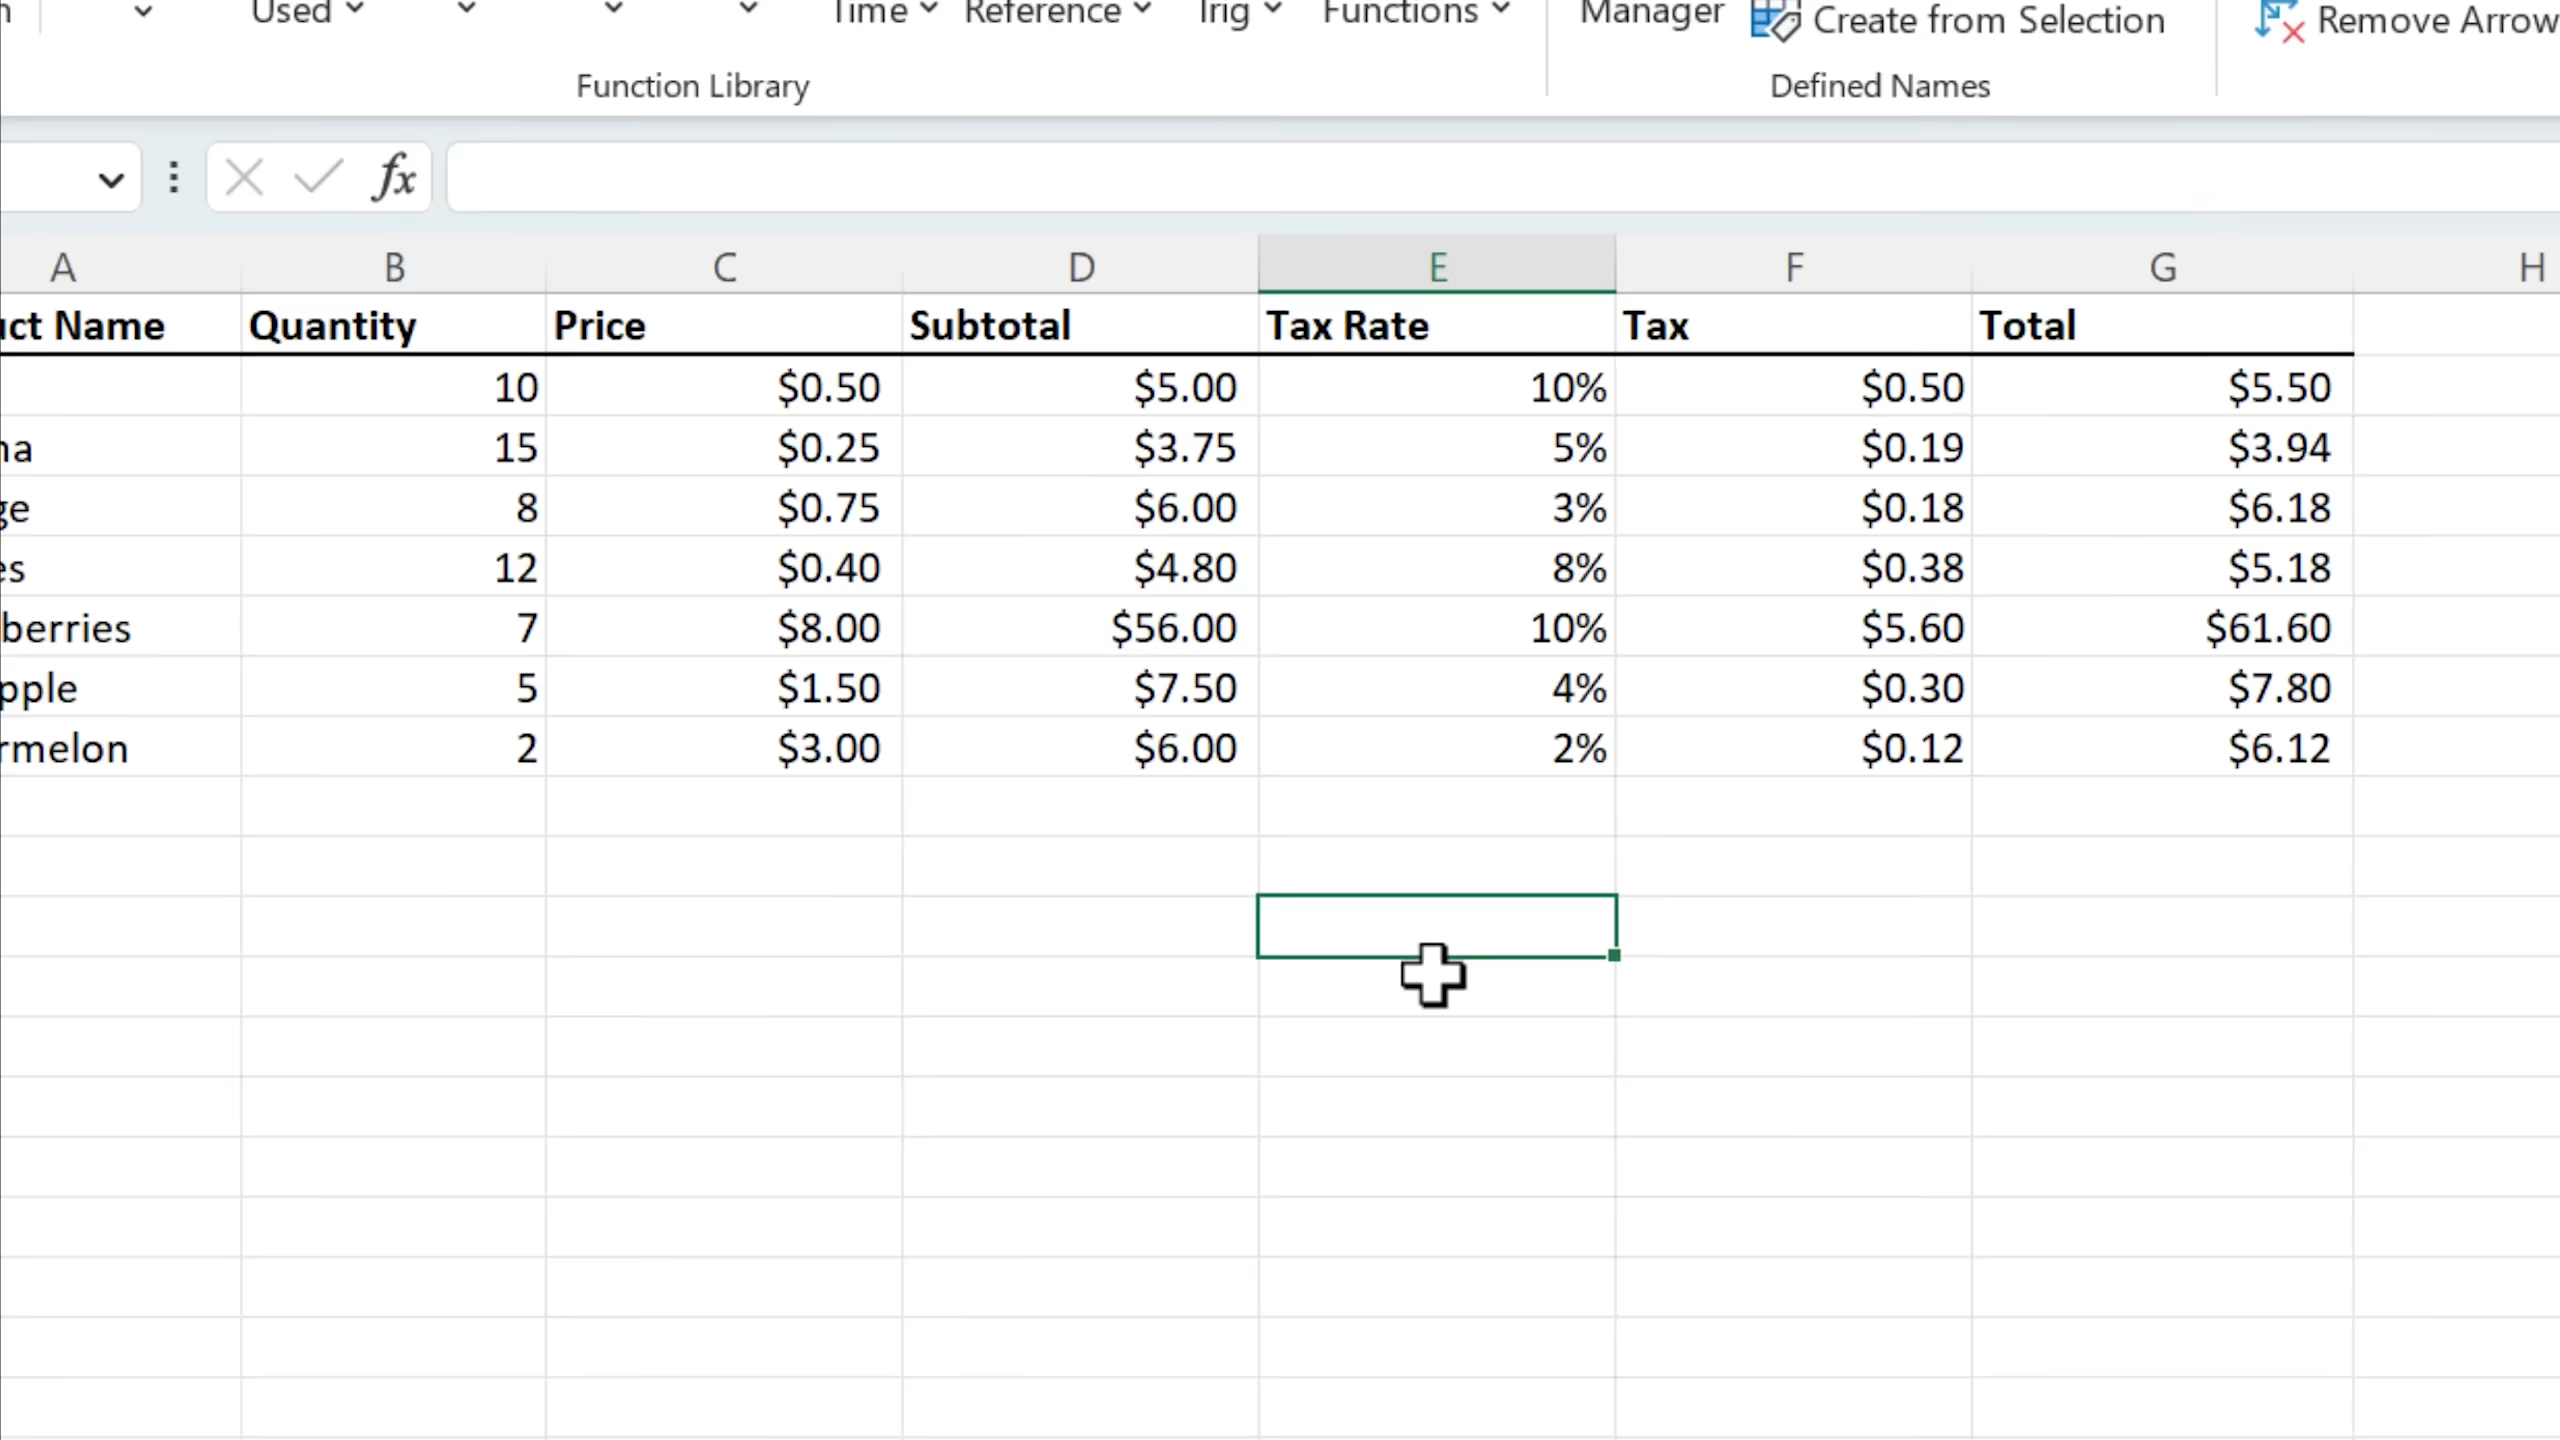 Used Time Reference Trig Functions Manager Create from Selection Remove Arrow
Function Library Defined Names
fx
A B C D E F G H
Name Quantity Price Subtotal Tax Rate Tax Total
10 $0.50 $5.00 10% $0.50 $5.50
na 15 $0.25 $3.75 5% $0.19 $3.94
ge 8 $0.75 $6.00 3% $0.18 $6.18
es 12 $0.40 $4.80 8% $0.38 $5.18
berries 7 $8.00 $56.00 10% $5.60 $61.60
pple 5 $1.50 $7.50 4% $0.30 $7.80
rmelon 2 $3.00 $6.00 2% $0.12 $6.12